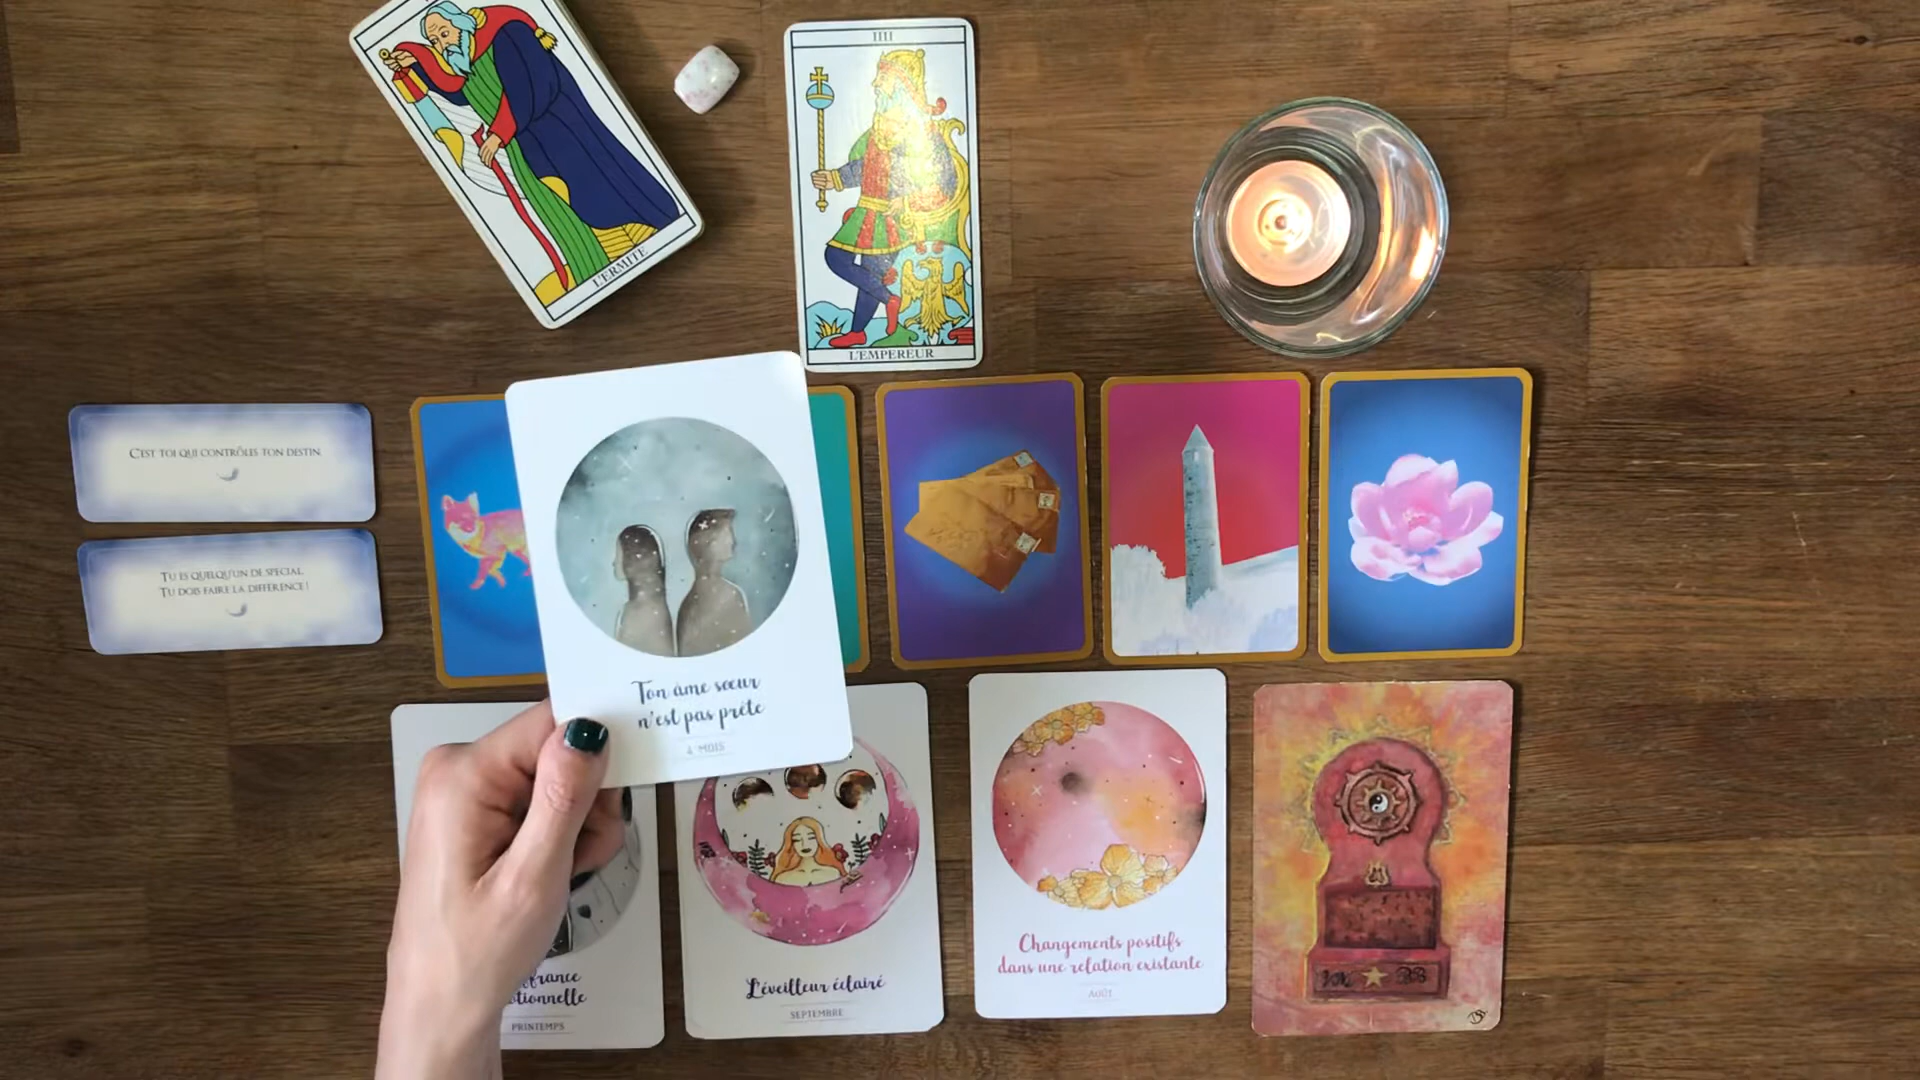 L'ERMITE
IIII
L'EMPEREUR
C'EST TOI QUI CONTRÔLES TON DESTIN.
TU ES QUELQU'UN DE SPÉCIAL.
TU DOIS FAIRE LA DIFFÉRENCE !
Ton âme sœur
n'est pas prête
4 MOIS
PRINTEMPS
L'éveilleur éclairé
SEPTEMBRE
Changements positifs
dans une relation existante
AOÛT